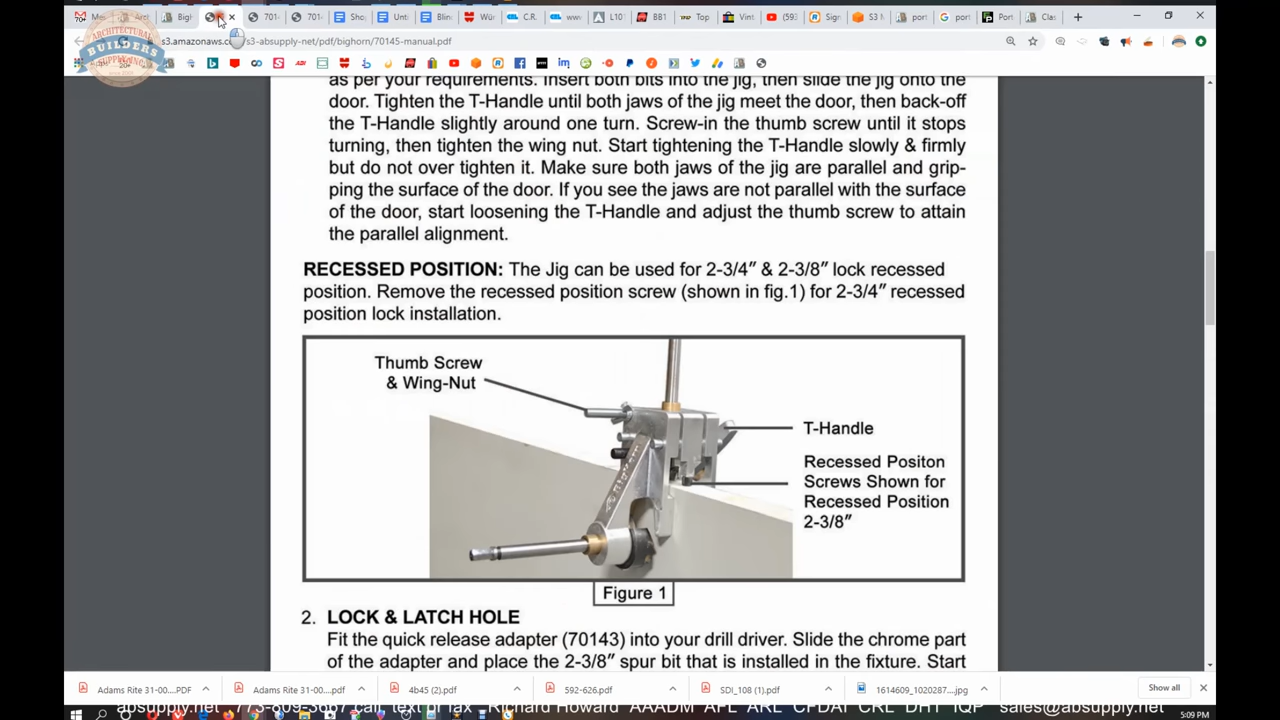 s3.amazonaws.co /s3-absupply-net/pdf/bighorn/70145-manual.pdf
ARCHITECTURAL
BUILDERS
SUPPLY INC.
as per your requirements. Insert both bits into the jig, then slide the jig onto the
door. Tighten the T-Handle until both jaws of the jig meet the door, then back-off
the T-Handle slightly around one turn. Screw-in the thumb screw until it stops
turning, then tighten the wing nut. Start tightening the T-Handle slowly & firmly
but do not over tighten it. Make sure both jaws of the jig are parallel and grip-
ping the surface of the door. If you see the jaws are not parallel with the surface
of the door, start loosening the T-Handle and adjust the thumb screw to attain
the parallel alignment.
RECESSED POSITION: The Jig can be used for 2-3/4″ & 2-3/8″ lock recessed
position. Remove the recessed position screw (shown in fig.1) for 2-3/4″ recessed
position lock installation.
Thumb Screw
& Wing-Nut
T-Handle
Recessed Positon
Screws Shown for
Recessed Position
2-3/8″
Figure 1
2. LOCK & LATCH HOLE
Fit the quick release adapter (70143) into your drill driver. Slide the chrome part
of the adapter and place the 2-3/8″ spur bit that is installed in the fixture. Start
Adams Rite 31-00....PDF
Adams Rite 31-00....pdf
4b45 (2).pdf
592-626.pdf
SDI_108 (1).pdf
1614609_1020287....jpg
Show all
absupply.net 773-809-3667 call, text or fax Richard Howard AAADM AFL ARL CFDAI CRL DHT IQP sales@absupply.net
5:09 PM